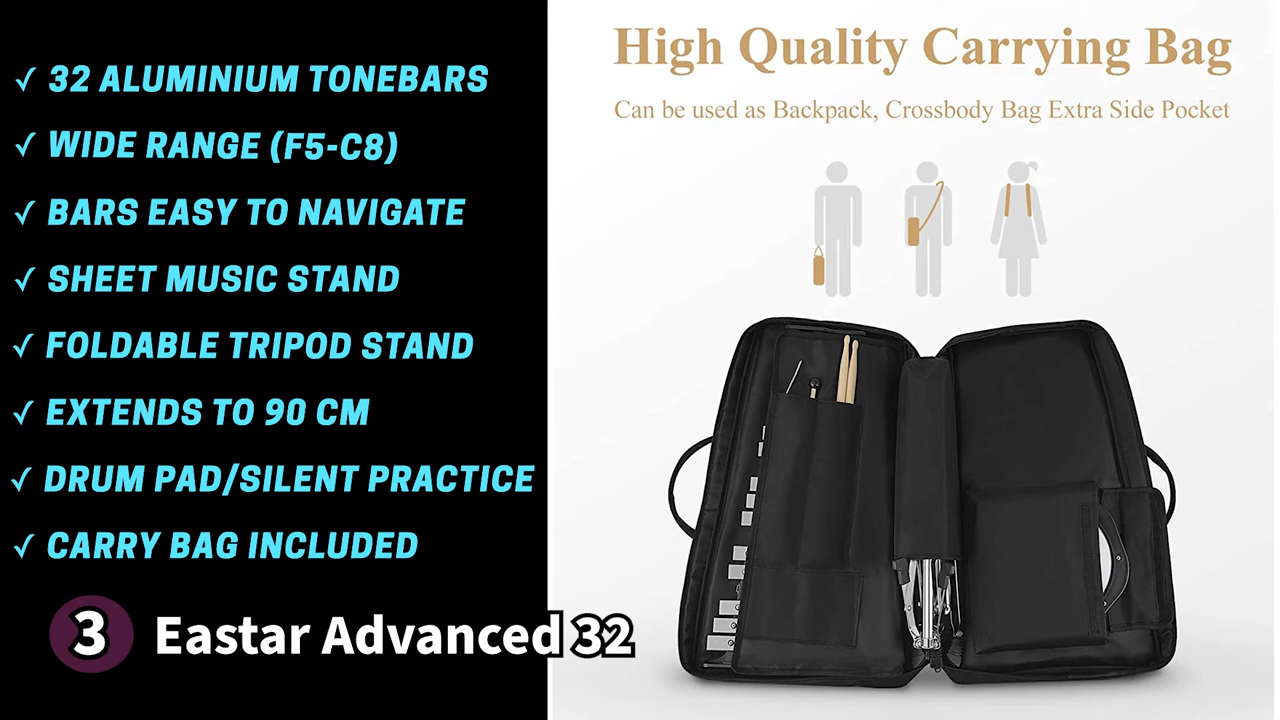 ✓ 32 ALUMINIUM TONEBARS
✓ WIDE RANGE (F5-C8)
✓ BARS EASY TO NAVIGATE
✓ SHEET MUSIC STAND
✓ FOLDABLE TRIPOD STAND
✓ EXTENDS TO 90 CM
✓ DRUM PAD/SILENT PRACTICE
✓ CARRY BAG INCLUDED
3 Eastar Advanced 32
High Quality Carrying Bag
Can be used as Backpack, Crossbody Bag Extra Side Pocket